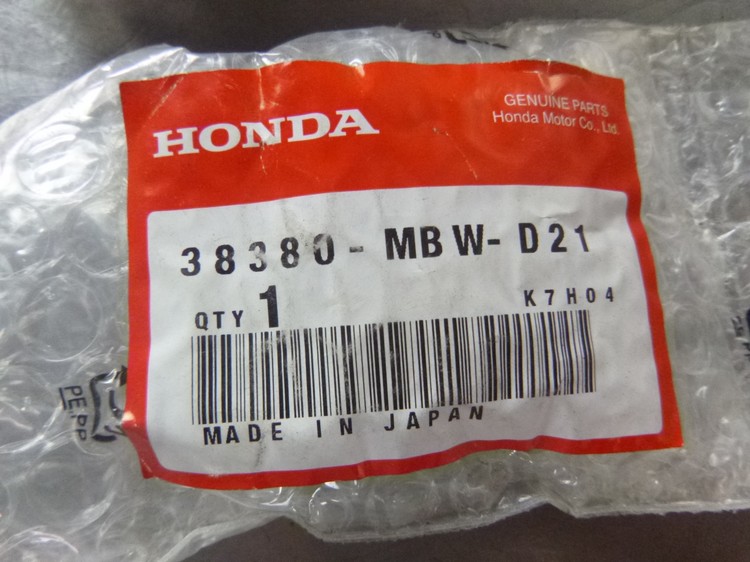 HONDA
GENUINE PARTS
Honda Motor Co., Ltd.
38380-MBW-D21
QTY 1
K7H04
MADE IN JAPAN
PE,PP